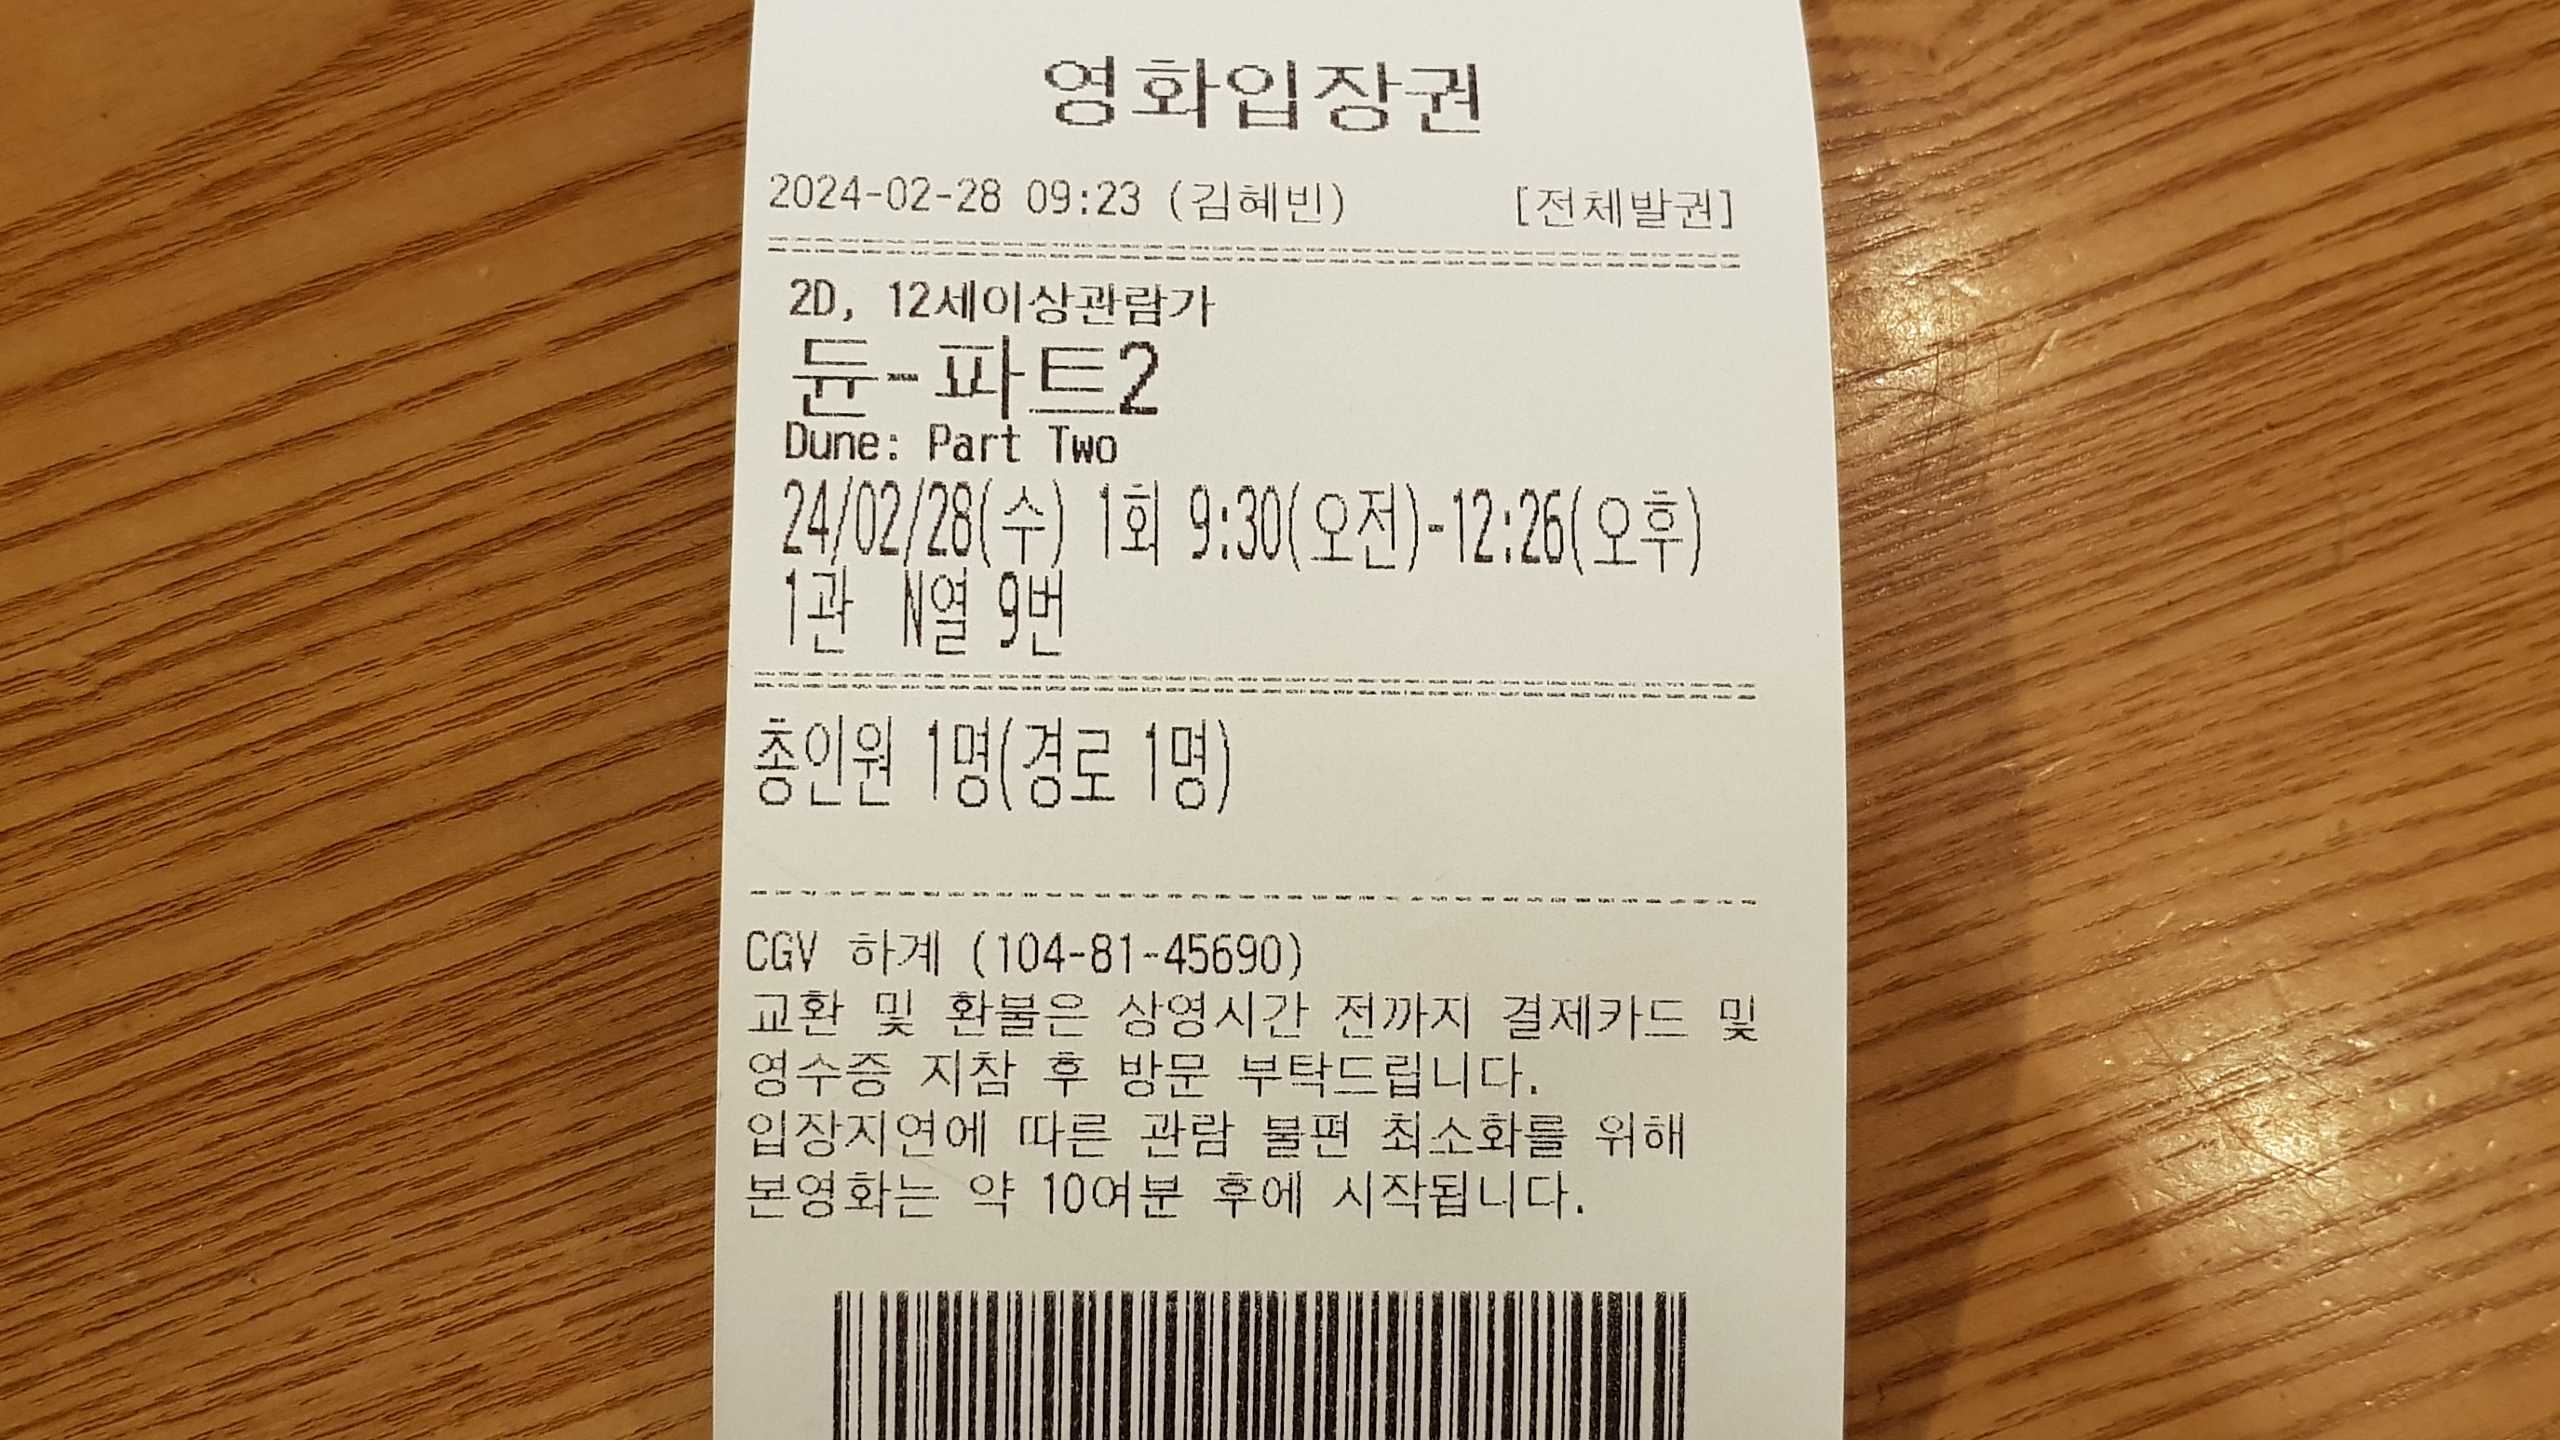 영화입장권
2024-02-28 09:23 (김혜빈) [전체발권]
2D, 12세이상관람가
듄-파트2
Dune: Part Two
24/02/28(수) 1회 9:30(오전)-12:26(오후)
1관 N열 9번
총인원 1명(경로 1명)
CGV 하계 (104-81-45690)
교환 및 환불은 상영시간 전까지 결제카드 및
영수증 지참 후 방문 부탁드립니다.
입장지연에 따른 관람 불편 최소화를 위해
본영화는 약 10여분 후에 시작됩니다.